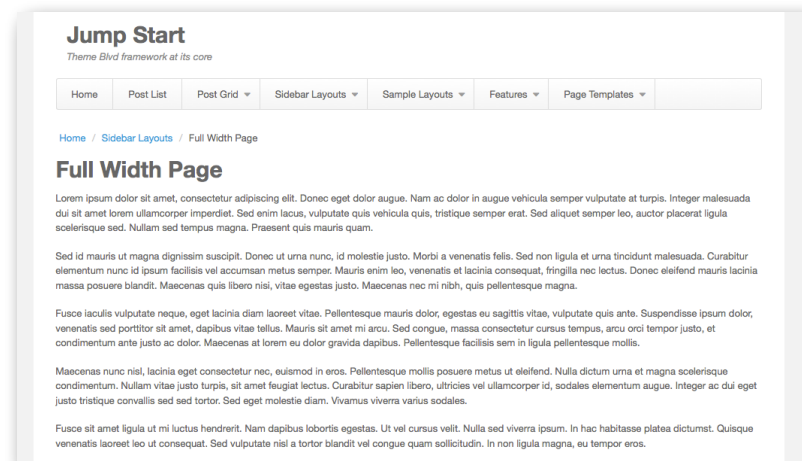 Jump Start
Theme Blvd framework at its core
Home Post List Post Grid Sidebar Layouts Sample Layouts Features Page Templates
Home / Sidebar Layouts / Full Width Page
Full Width Page
Lorem ipsum dolor sit amet, consectetur adipiscing elit. Donec eget dolor augue. Nam ac dolor in augue vehicula semper vulputate at turpis. Integer malesuada
dui sit amet lorem ullamcorper imperdiet. Sed enim lacus, vulputate quis vehicula quis, tristique semper erat. Sed aliquet semper leo, auctor placerat ligula
scelerisque sed. Nullam sed tempus magna. Praesent quis mauris quam.
Sed id mauris ut magna dignissim suscipit. Donec ut urna nunc, id molestie justo. Morbi a venenatis felis. Sed non ligula et urna tincidunt malesuada. Curabitur
elementum nunc id ipsum facilisis vel accumsan metus semper. Mauris enim leo, venenatis et lacinia consequat, fringilla nec lectus. Donec eleifend mauris lacinia
massa posuere blandit. Maecenas quis libero nisi, vitae egestas justo. Maecenas nec mi nibh, quis pellentesque magna.
Fusce iaculis vulputate neque, eget lacinia diam laoreet vitae. Pellentesque mauris dolor, egestas eu sagittis vitae, vulputate quis ante. Suspendisse ipsum dolor,
venenatis sed porttitor sit amet, dapibus vitae tellus. Mauris sit amet mi arcu. Sed congue, massa consectetur cursus tempus, arcu orci tempor justo, et
condimentum ante justo ac dolor. Maecenas at lorem eu dolor gravida dapibus. Pellentesque facilisis sem in ligula pellentesque mollis.
Maecenas nunc nisl, lacinia eget consectetur nec, euismod in eros. Pellentesque mollis posuere metus ut eleifend. Nulla dictum urna et magna scelerisque
condimentum. Nullam vitae justo turpis, sit amet feugiat lectus. Curabitur sapien libero, ultricies vel ullamcorper id, sodales elementum augue. Integer ac dui eget
justo tristique convallis sed sed tortor. Sed eget molestie diam. Vivamus viverra varius sodales.
Fusce sit amet ligula ut mi luctus hendrerit. Nam dapibus lobortis egestas. Ut vel cursus velit. Nulla sed viverra ipsum. In hac habitasse platea dictumst. Quisque
venenatis laoreet leo ut consequat. Sed vulputate nisl a tortor blandit vel congue quam sollicitudin. In non ligula magna, eu tempor eros.